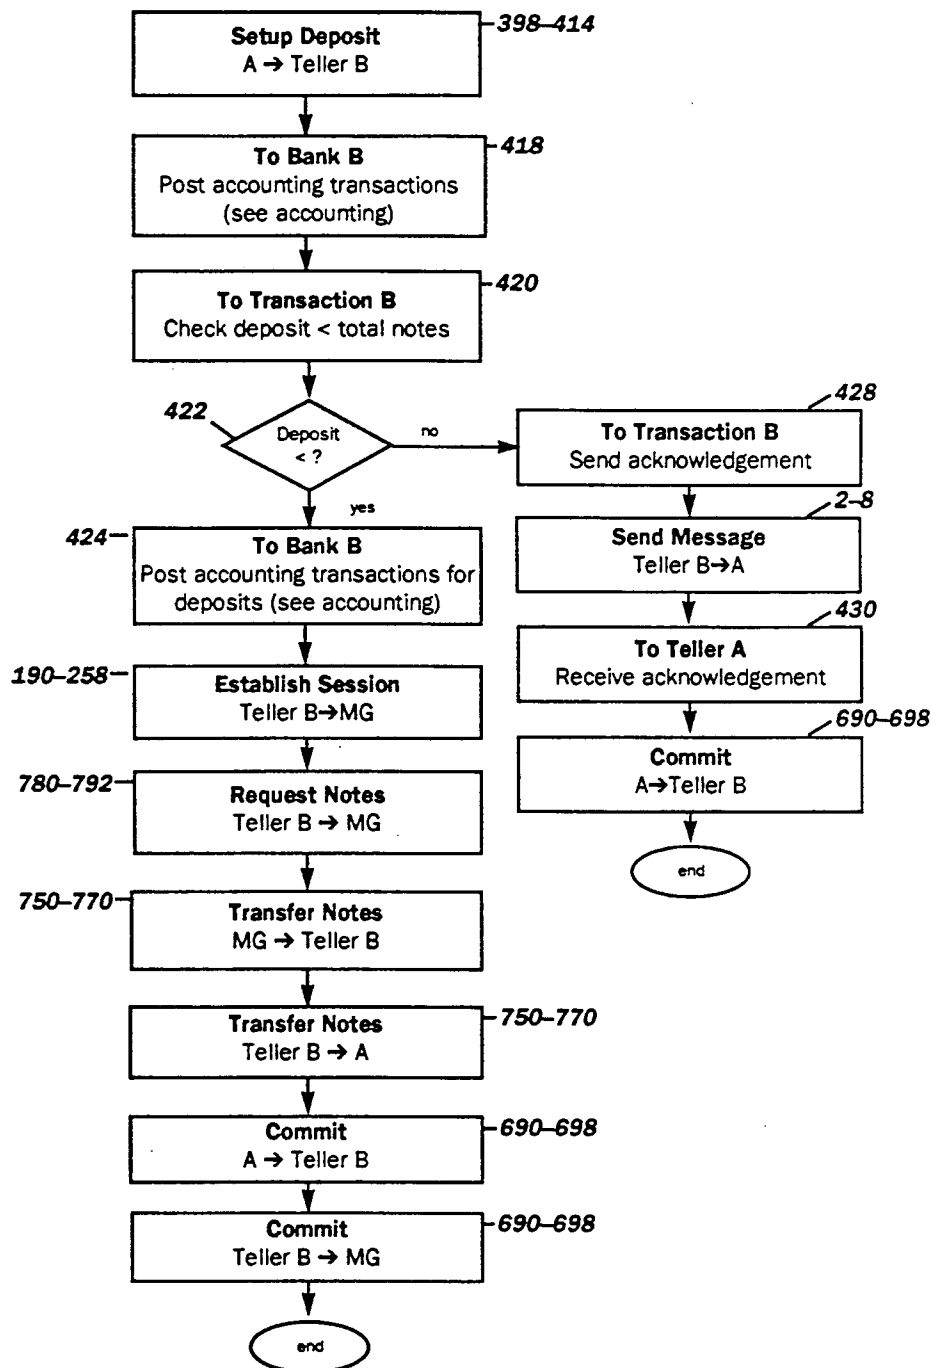 Setup Deposit
A → Teller B
398–414
To Bank B
Post accounting transactions
(see accounting)
418
To Transaction B
Check deposit < total notes
420
422
Deposit
< ?
no
yes
428
To Transaction B
Send acknowledgement
2–8
Send Message
Teller B→A
430
To Teller A
Receive acknowledgement
690–698
Commit
A→Teller B
end
424
To Bank B
Post accounting transactions for
deposits (see accounting)
190–258
Establish Session
Teller B→MG
780–792
Request Notes
Teller B → MG
750–770
Transfer Notes
MG → Teller B
Transfer Notes
Teller B → A
750–770
Commit
A → Teller B
690–698
Commit
Teller B → MG
690–698
end